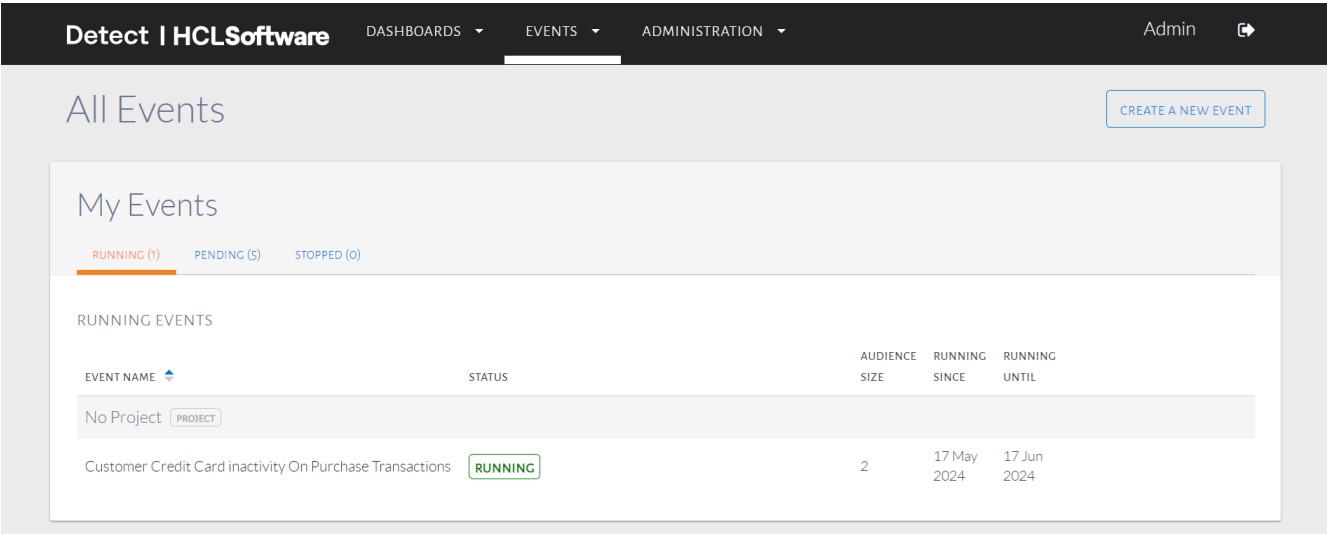 Detect | HCLSoftware DASHBOARDS EVENTS ADMINISTRATION Admin
All Events CREATE A NEW EVENT
My Events
RUNNING (1) PENDING (5) STOPPED (0)
RUNNING EVENTS
EVENT NAME STATUS AUDIENCE SIZE RUNNING SINCE RUNNING UNTIL
No Project PROJECT
Customer Credit Card inactivity On Purchase Transactions RUNNING 2 17 May 2024 17 Jun 2024